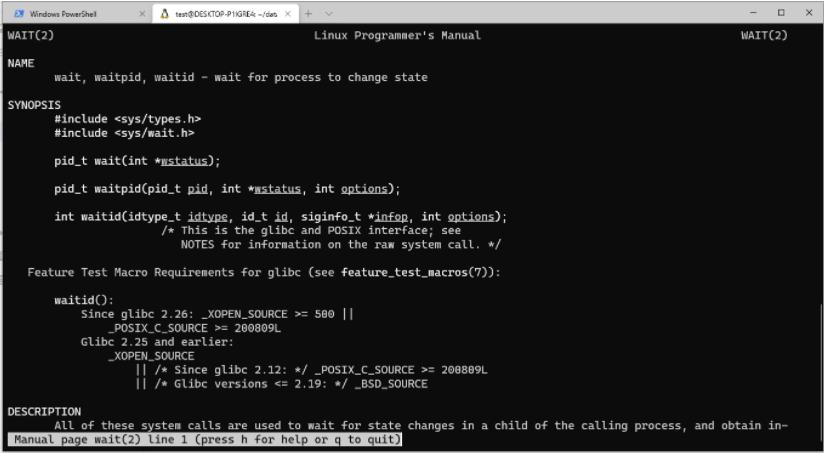 Windows PowerShell
test@DESKTOP-P1KGRE4: ~/data
WAIT(2) Linux Programmer's Manual WAIT(2)
NAME
wait, waitpid, waitid - wait for process to change state
SYNOPSIS
#include <sys/types.h>
#include <sys/wait.h>
pid_t wait(int *wstatus);
pid_t waitpid(pid_t pid, int *wstatus, int options);
int waitid(idtype_t idtype, id_t id, siginfo_t *infop, int options);
/* This is the glibc and POSIX interface; see
NOTES for information on the raw system call. */
Feature Test Macro Requirements for glibc (see feature_test_macros(7)):
waitid():
Since glibc 2.26: _XOPEN_SOURCE >= 500 ||
_POSIX_C_SOURCE >= 200809L
Glibc 2.25 and earlier:
_XOPEN_SOURCE
|| /* Since glibc 2.12: */ _POSIX_C_SOURCE >= 200809L
|| /* Glibc versions <= 2.19: */ _BSD_SOURCE
DESCRIPTION
All of these system calls are used to wait for state changes in a child of the calling process, and obtain in-
Manual page wait(2) line 1 (press h for help or q to quit)